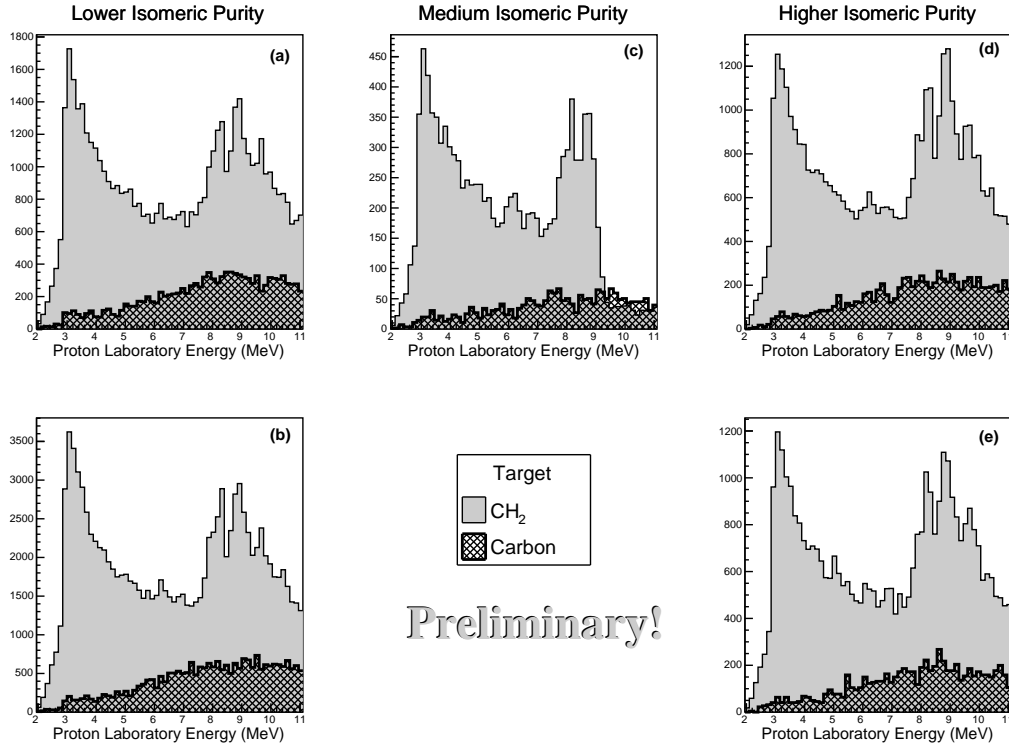 Lower Isomeric Purity
Medium Isomeric Purity
Higher Isomeric Purity
(a)
1800
1600
1400
1200
1000
800
600
400
200
0
2 3 4 5 6 7 8 9 10 11
Proton Laboratory Energy (MeV)
(c)
450
400
350
300
250
200
150
100
50
0
2 3 4 5 6 7 8 9 10 11
Proton Laboratory Energy (MeV)
(d)
1200
1000
800
600
400
200
0
2 3 4 5 6 7 8 9 10 11
Proton Laboratory Energy (MeV)
(b)
3500
3000
2500
2000
1500
1000
500
0
2 3 4 5 6 7 8 9 10 11
Proton Laboratory Energy (MeV)
Target
CH2
Carbon
Preliminary!
(e)
1200
1000
800
600
400
200
0
2 3 4 5 6 7 8 9 10 11
Proton Laboratory Energy (MeV)